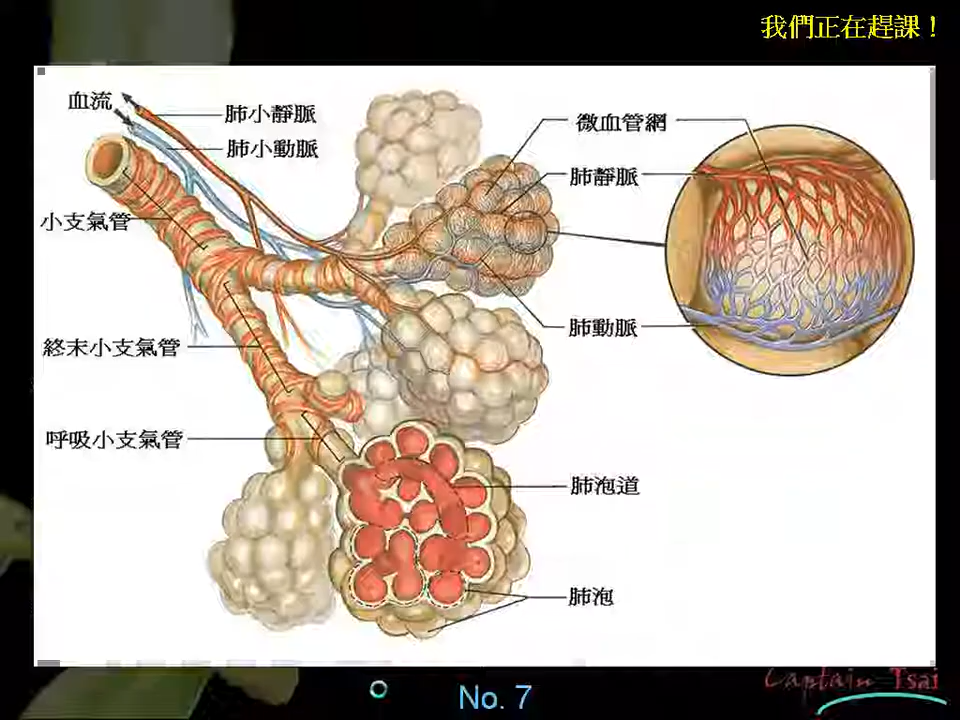 我們正在趕課！
血流
肺小靜脈
肺小動脈
微血管網
肺靜脈
小支氣管
肺動脈
終末小支氣管
呼吸小支氣管
肺泡道
肺泡
No. 7
Captain Tsai